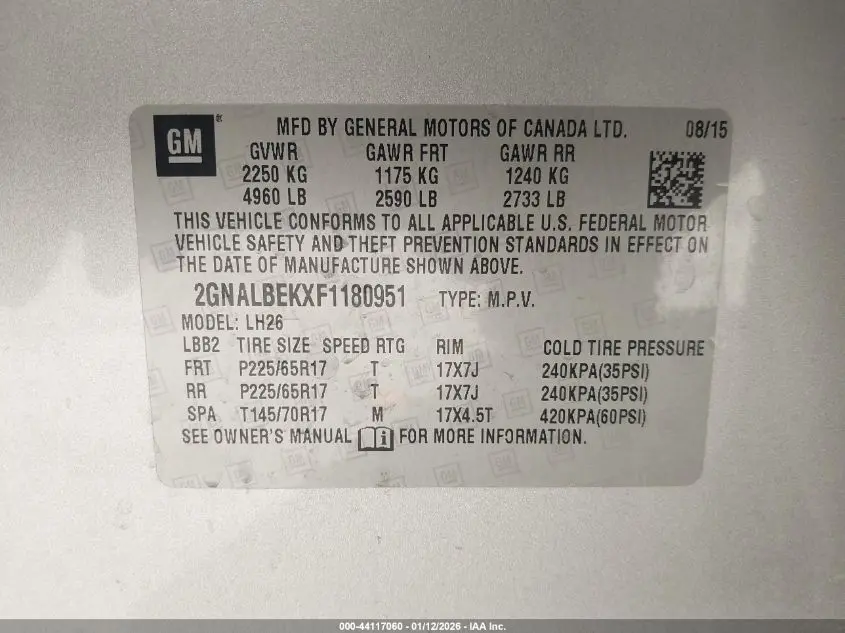 GM ®
MFD BY GENERAL MOTORS OF CANADA LTD. 08/15
GVWR GAWR FRT GAWR RR
2250 KG 1175 KG 1240 KG
4960 LB 2590 LB 2733 LB
THIS VEHICLE CONFORMS TO ALL APPLICABLE U.S. FEDERAL MOTOR
VEHICLE SAFETY AND THEFT PREVENTION STANDARDS IN EFFECT ON
THE DATE OF MANUFACTURE SHOWN ABOVE.
2GNALBEKXF1180951 TYPE: M.P.V.
MODEL: LH26
LBB2 TIRE SIZE SPEED RTG RIM COLD TIRE PRESSURE
FRT P225/65R17 T 17X7J 240KPA(35PSI)
RR P225/65R17 T 17X7J 240KPA(35PSI)
SPA T145/70R17 M 17X4.5T 420KPA(60PSI)
SEE OWNER'S MANUAL i FOR MORE INFORMATION.
000-44117060 - 01/12/2026 - IAA Inc.